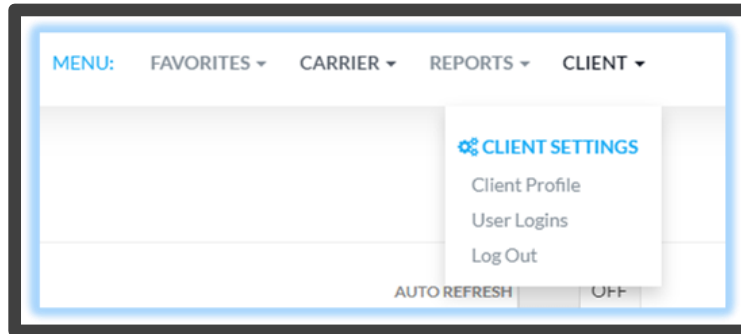 MENU: FAVORITES CARRIER REPORTS CLIENT
CLIENT SETTINGS
Client Profile
User Logins
Log Out
AUTO REFRESH OFF